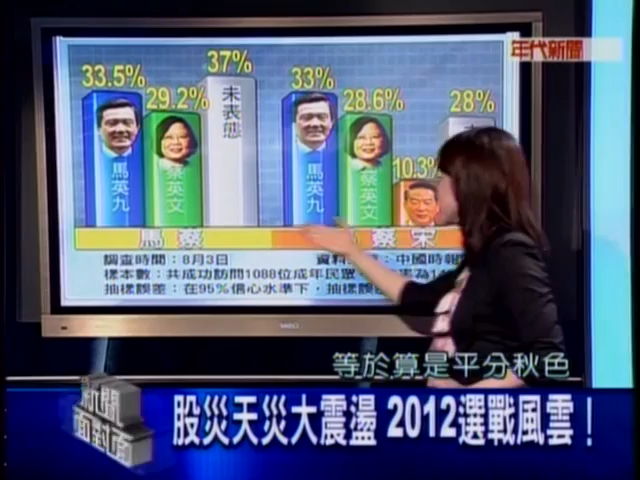 年代新聞
33.5%
29.2%
37%
33%
28.6%
28%
10.3%
馬英九
蔡英文
未表態
馬英九
蔡英文
馬 蔡
蔡 宋
調查時間：8月3日
中國時報
樣本數：共成功訪問1088位成年民眾
抽樣誤差：在95%信心水準下，抽樣誤
等於算是平分秋色
新聞
面對面
股災天災大震盪 2012選戰風雲！